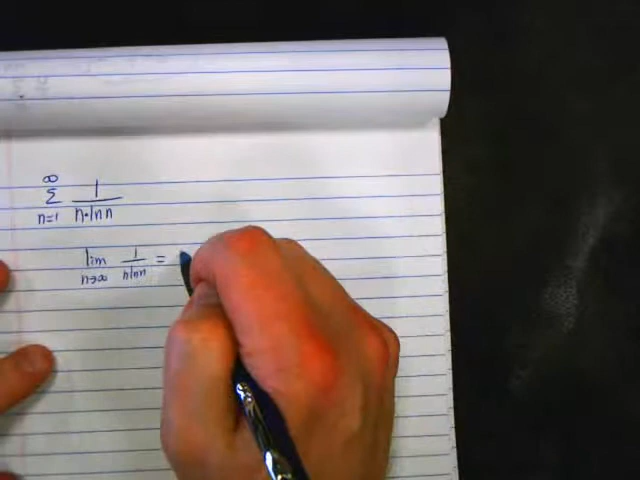 ∞
Σ 1
n=1 n·ln n
lim 1/(n ln n) =
n→∞